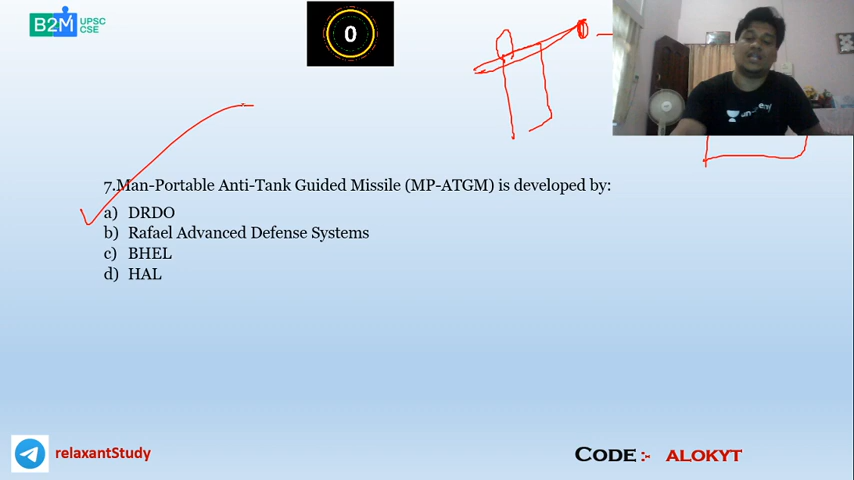 B2M UPSC
CSE
0
7.Man-Portable Anti-Tank Guided Missile (MP-ATGM) is developed by:
a) DRDO
b) Rafael Advanced Defense Systems
c) BHEL
d) HAL
relaxantStudy
CODE :- ALOKYT